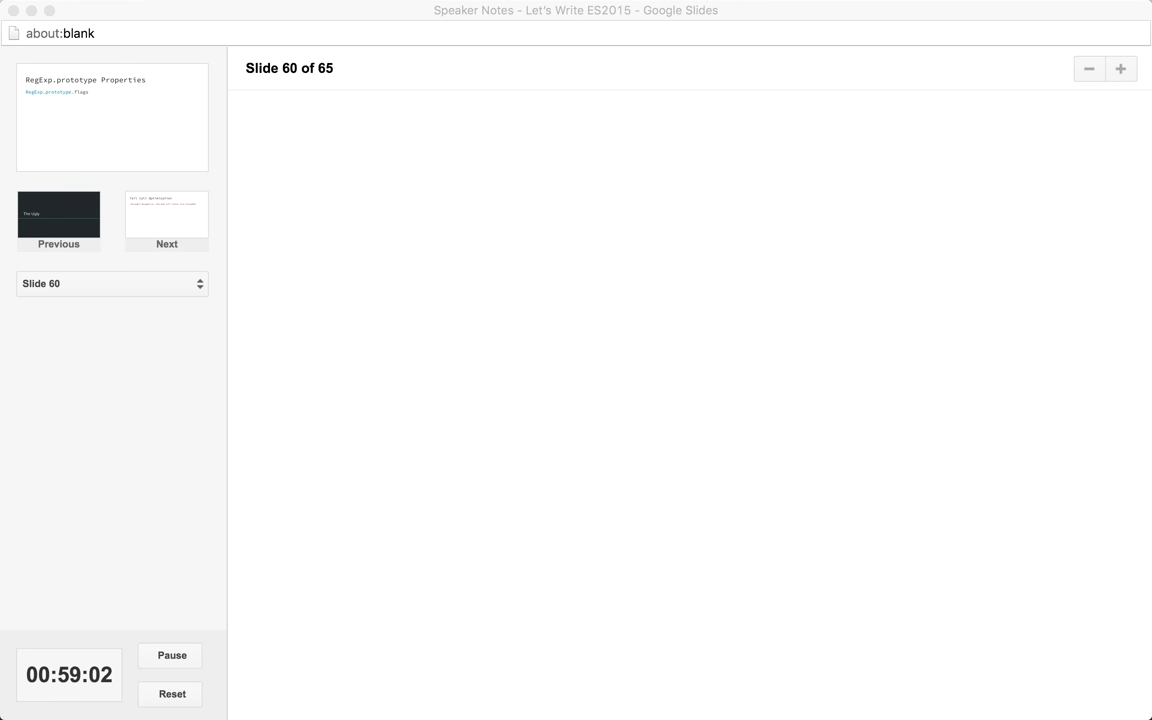 Speaker Notes - Let's Write ES2015 - Google Slides
about:blank
Slide 60 of 65
RegExp.prototype Properties
RegExp.prototype.flags
The Ugly
Previous
Next
Slide 60
00:59:02
Pause
Reset